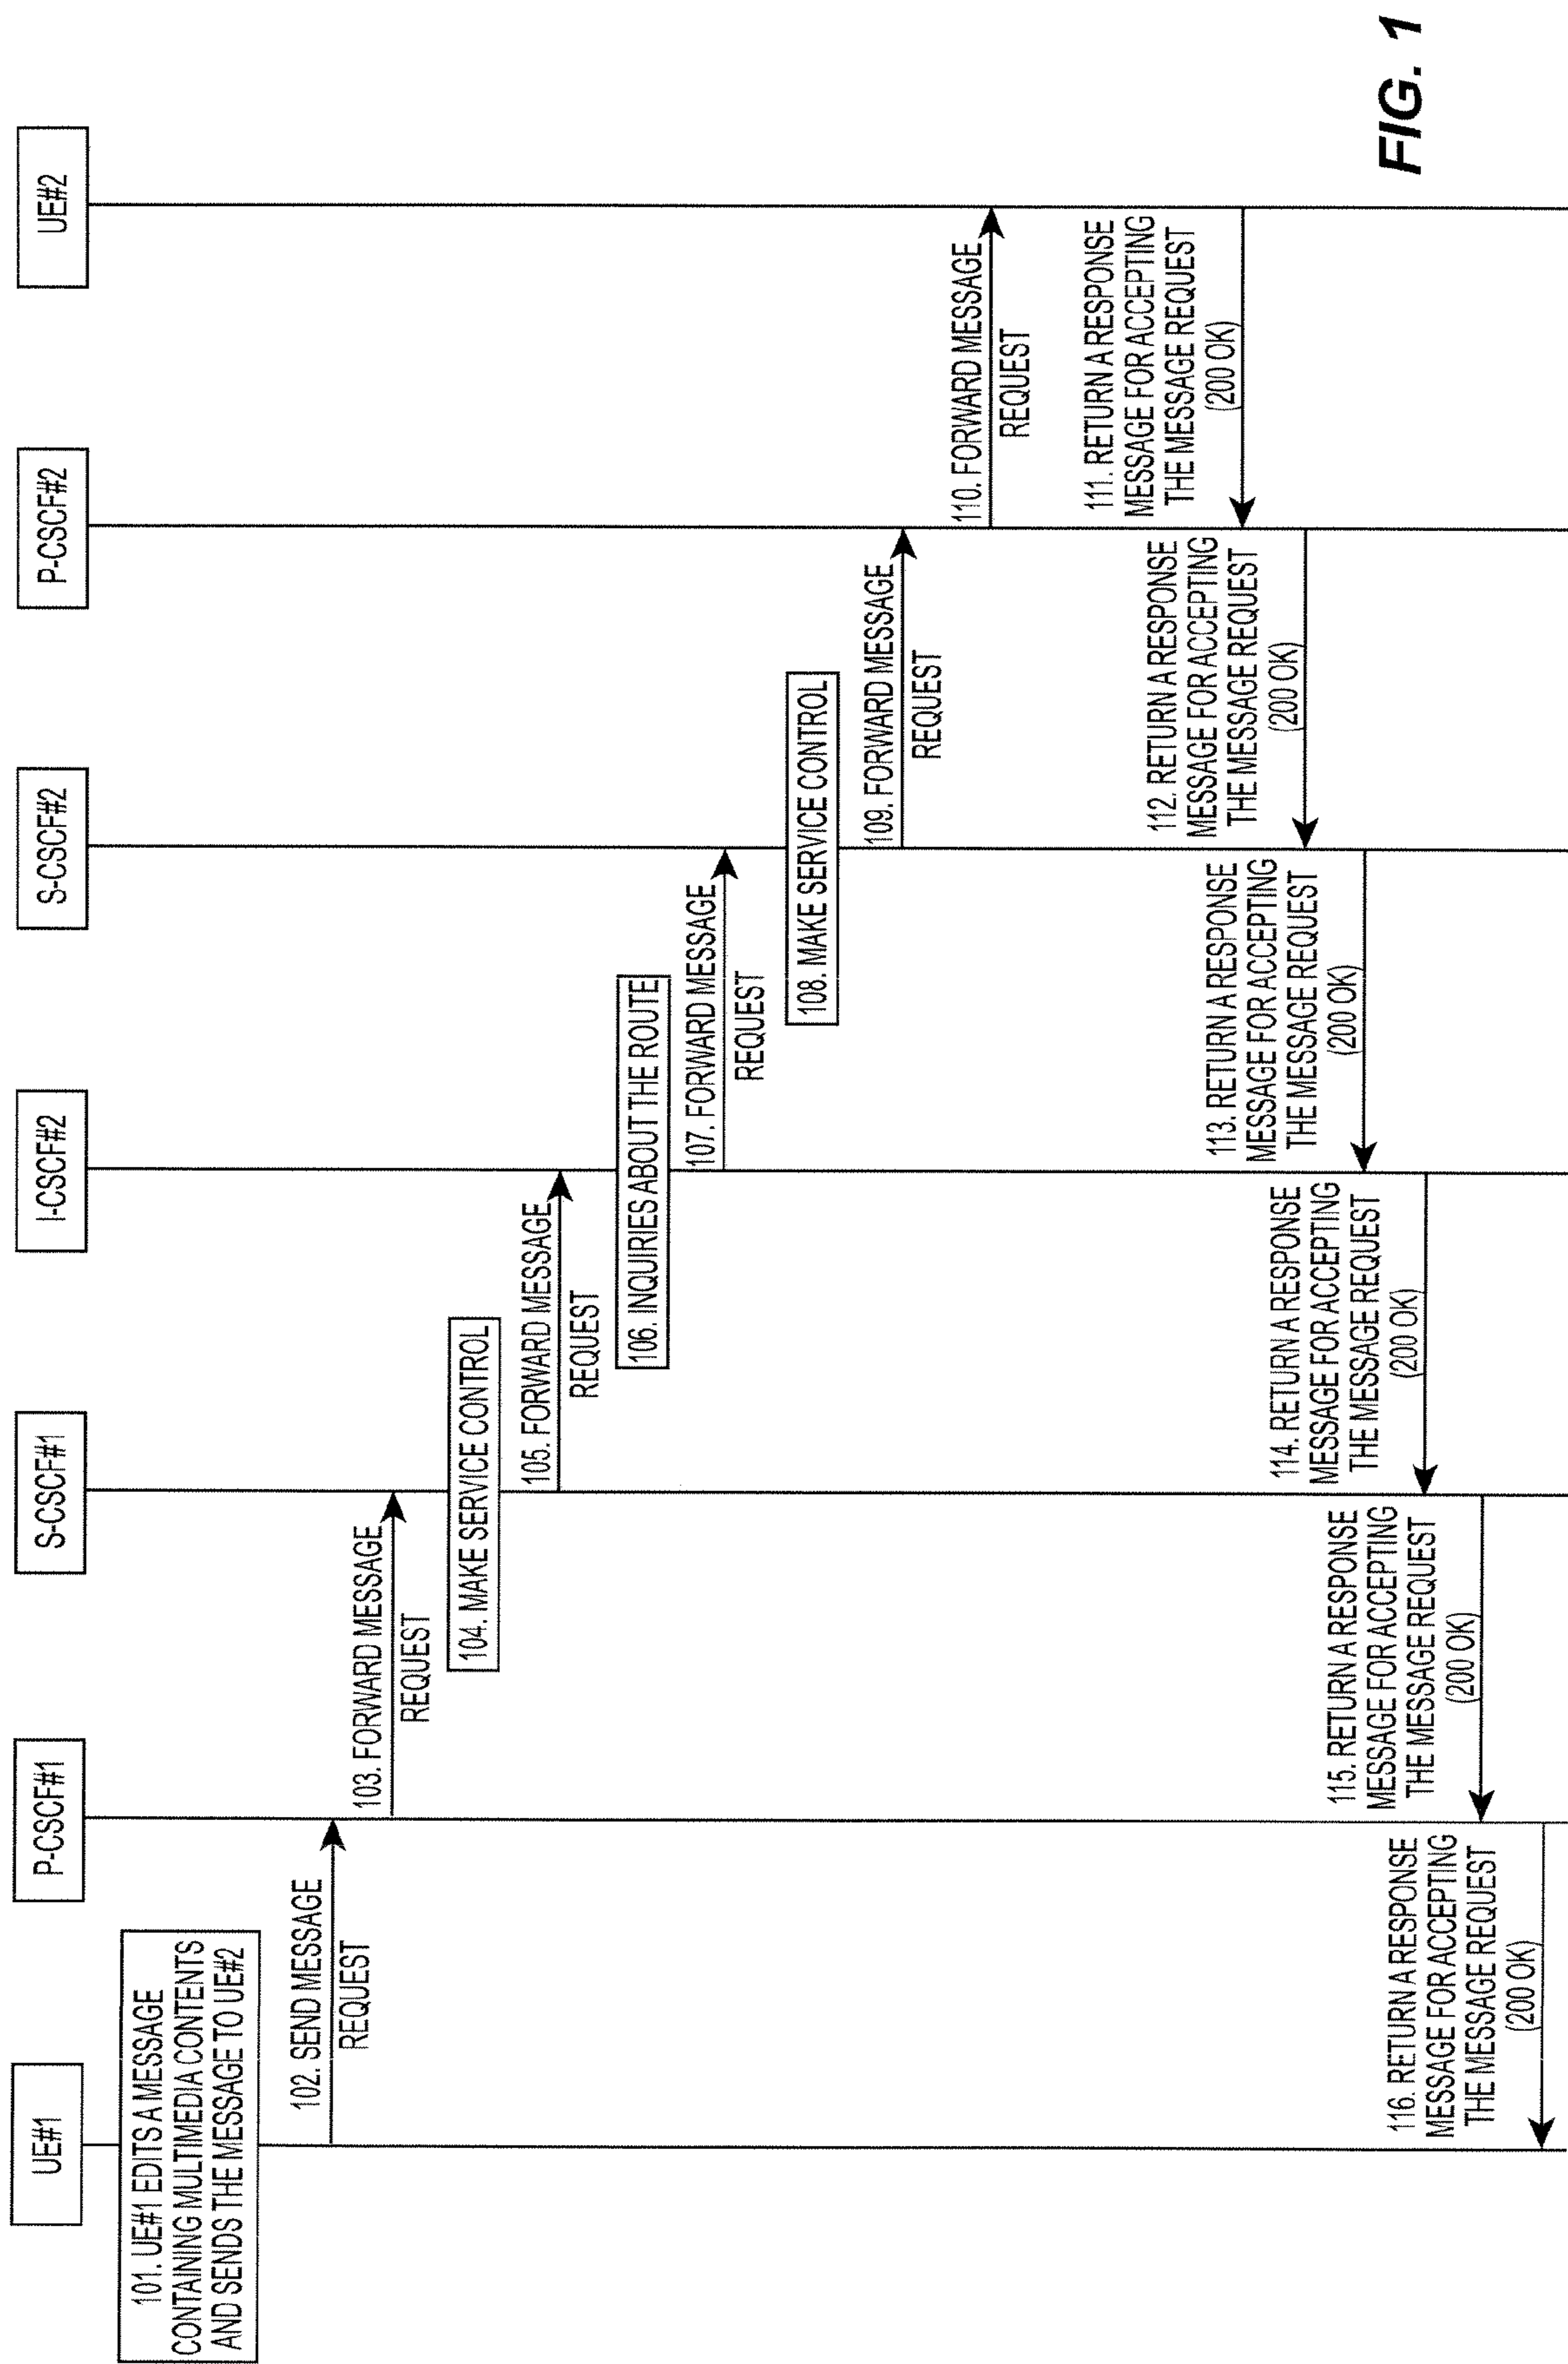 UE#1
P-CSCF#1
S-CSCF#1
I-CSCF#2
S-CSCF#2
P-CSCF#2
UE#2
101. UE#1 EDITS A MESSAGE
CONTAINING MULTIMEDIA CONTENTS
AND SENDS THE MESSAGE TO UE#2
102. SEND MESSAGE
REQUEST
103. FORWARD MESSAGE
REQUEST
104. MAKE SERVICE CONTROL
105. FORWARD MESSAGE
REQUEST
106. INQUIRIES ABOUT THE ROUTE
107. FORWARD MESSAGE
REQUEST
108. MAKE SERVICE CONTROL
109. FORWARD MESSAGE
REQUEST
110. FORWARD MESSAGE
REQUEST
111. RETURN A RESPONSE
MESSAGE FOR ACCEPTING
THE MESSAGE REQUEST
(200 OK)
112. RETURN A RESPONSE
MESSAGE FOR ACCEPTING
THE MESSAGE REQUEST
(200 OK)
113. RETURN A RESPONSE
MESSAGE FOR ACCEPTING
THE MESSAGE REQUEST
(200 OK)
114. RETURN A RESPONSE
MESSAGE FOR ACCEPTING
THE MESSAGE REQUEST
(200 OK)
115. RETURN A RESPONSE
MESSAGE FOR ACCEPTING
THE MESSAGE REQUEST
(200 OK)
116. RETURN A RESPONSE
MESSAGE FOR ACCEPTING
THE MESSAGE REQUEST
(200 OK)
FIG. 1